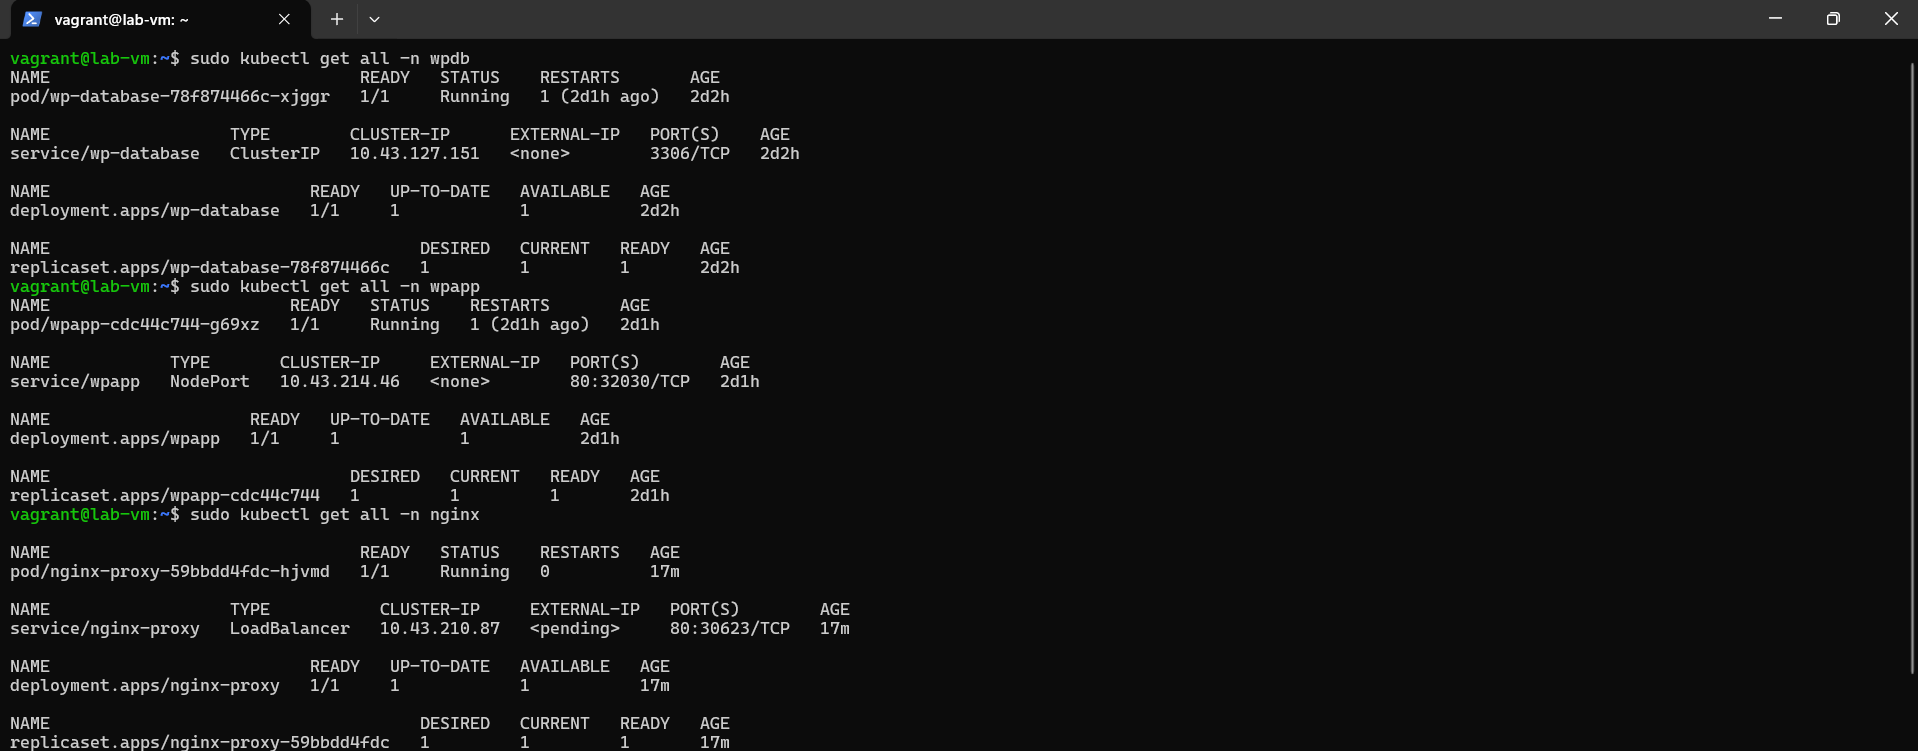 vagrant@lab-vm: ~
vagrant@lab-vm:~$ sudo kubectl get all -n wpdb
NAME                               READY   STATUS    RESTARTS       AGE
pod/wp-database-78f874466c-xjggr   1/1     Running   1 (2d1h ago)   2d2h

NAME                  TYPE        CLUSTER-IP      EXTERNAL-IP   PORT(S)    AGE
service/wp-database   ClusterIP   10.43.127.151   <none>        3306/TCP   2d2h

NAME                          READY   UP-TO-DATE   AVAILABLE   AGE
deployment.apps/wp-database   1/1     1            1           2d2h

NAME                                     DESIRED   CURRENT   READY   AGE
replicaset.apps/wp-database-78f874466c   1         1         1       2d2h
vagrant@lab-vm:~$ sudo kubectl get all -n wpapp
NAME                        READY   STATUS    RESTARTS       AGE
pod/wpapp-cdc44c744-g69xz   1/1     Running   1 (2d1h ago)   2d1h

NAME            TYPE       CLUSTER-IP     EXTERNAL-IP   PORT(S)        AGE
service/wpapp   NodePort   10.43.214.46   <none>        80:32030/TCP   2d1h

NAME                    READY   UP-TO-DATE   AVAILABLE   AGE
deployment.apps/wpapp   1/1     1            1           2d1h

NAME                              DESIRED   CURRENT   READY   AGE
replicaset.apps/wpapp-cdc44c744   1         1         1       2d1h
vagrant@lab-vm:~$ sudo kubectl get all -n nginx

NAME                               READY   STATUS    RESTARTS   AGE
pod/nginx-proxy-59bbdd4fdc-hjvmd   1/1     Running   0          17m

NAME                  TYPE           CLUSTER-IP     EXTERNAL-IP   PORT(S)        AGE
service/nginx-proxy   LoadBalancer   10.43.210.87   <pending>     80:30623/TCP   17m

NAME                          READY   UP-TO-DATE   AVAILABLE   AGE
deployment.apps/nginx-proxy   1/1     1            1           17m

NAME                                     DESIRED   CURRENT   READY   AGE
replicaset.apps/nginx-proxy-59bbdd4fdc   1         1         1       17m